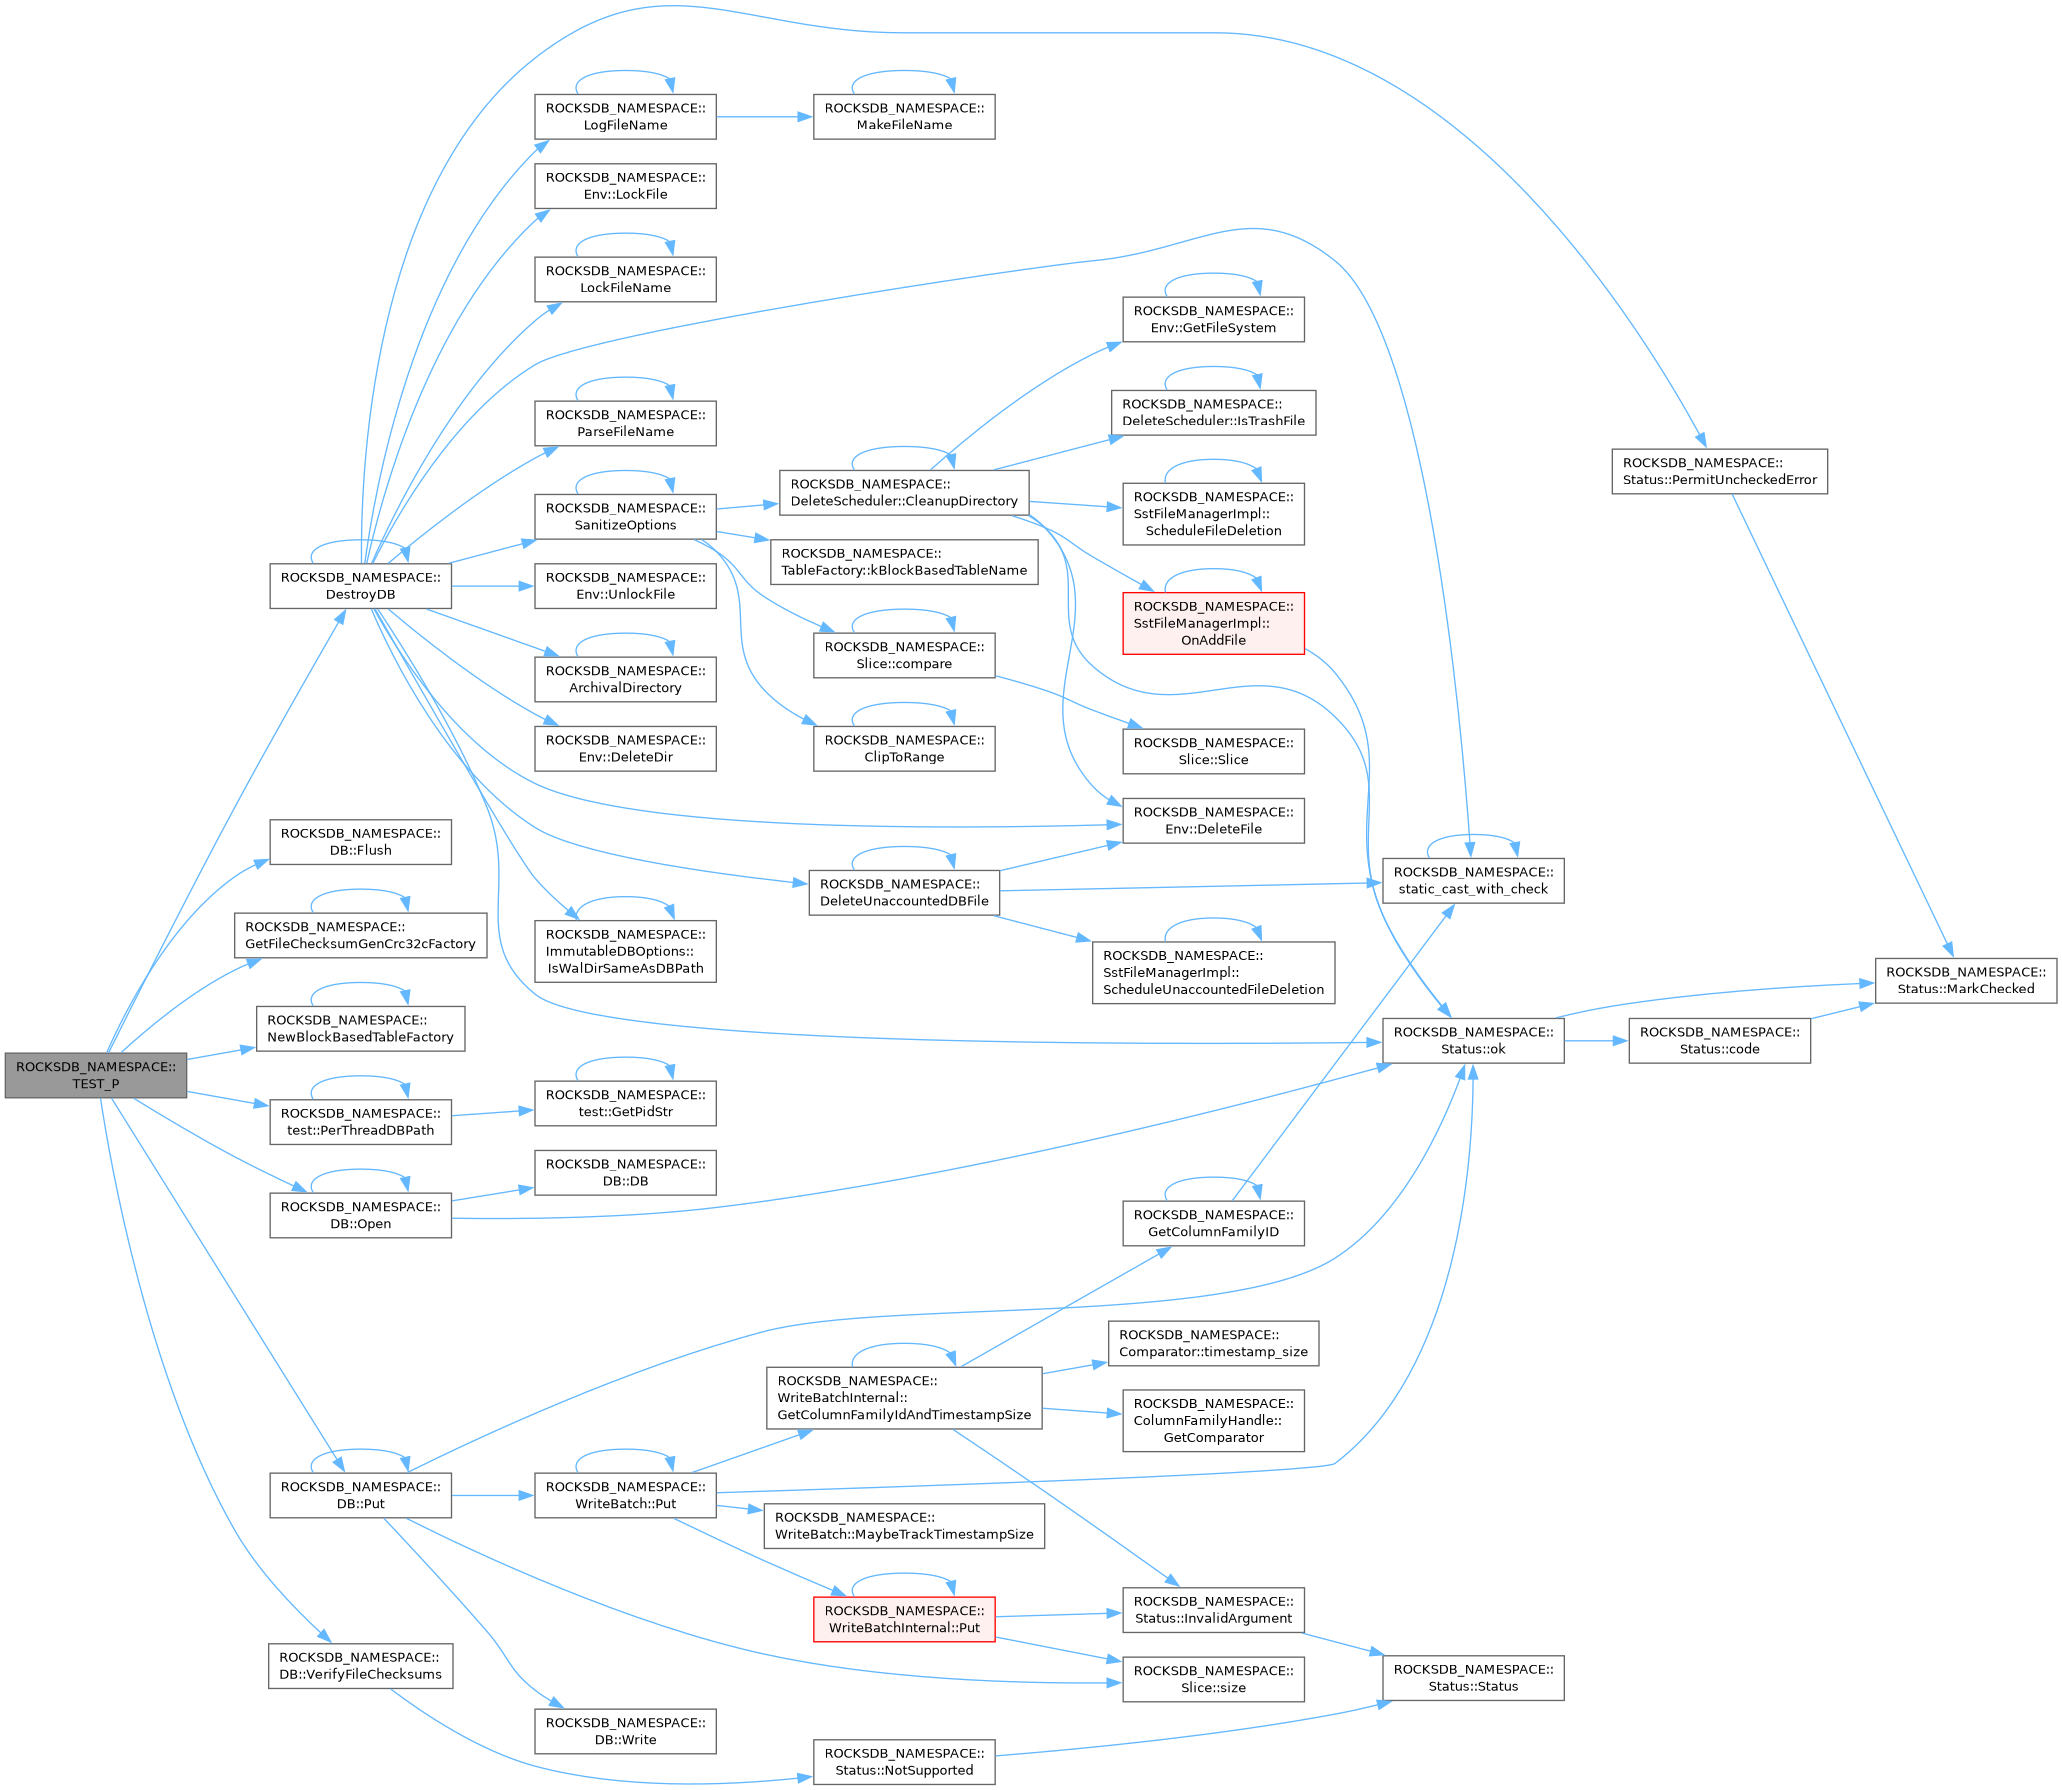 ROCKSDB_NAMESPACE::
LogFileName
ROCKSDB_NAMESPACE::
MakeFileName
ROCKSDB_NAMESPACE::
Env::LockFile
ROCKSDB_NAMESPACE::
LockFileName
ROCKSDB_NAMESPACE::
Env::GetFileSystem
ROCKSDB_NAMESPACE::
DeleteScheduler::IsTrashFile
ROCKSDB_NAMESPACE::
ParseFileName
ROCKSDB_NAMESPACE::
Status::PermitUncheckedError
ROCKSDB_NAMESPACE::
DeleteScheduler::CleanupDirectory
ROCKSDB_NAMESPACE::
SstFileManagerImpl::
ScheduleFileDeletion
ROCKSDB_NAMESPACE::
SanitizeOptions
ROCKSDB_NAMESPACE::
TableFactory::kBlockBasedTableName
ROCKSDB_NAMESPACE::
DestroyDB
ROCKSDB_NAMESPACE::
Env::UnlockFile
ROCKSDB_NAMESPACE::
SstFileManagerImpl::
OnAddFile
ROCKSDB_NAMESPACE::
Slice::compare
ROCKSDB_NAMESPACE::
ArchivalDirectory
ROCKSDB_NAMESPACE::
Env::DeleteDir
ROCKSDB_NAMESPACE::
ClipToRange
ROCKSDB_NAMESPACE::
Slice::Slice
ROCKSDB_NAMESPACE::
Env::DeleteFile
ROCKSDB_NAMESPACE::
DB::Flush
ROCKSDB_NAMESPACE::
static_cast_with_check
ROCKSDB_NAMESPACE::
DeleteUnaccountedDBFile
ROCKSDB_NAMESPACE::
GetFileChecksumGenCrc32cFactory
ROCKSDB_NAMESPACE::
ImmutableDBOptions::
IsWalDirSameAsDBPath
ROCKSDB_NAMESPACE::
SstFileManagerImpl::
ScheduleUnaccountedFileDeletion
ROCKSDB_NAMESPACE::
Status::MarkChecked
ROCKSDB_NAMESPACE::
NewBlockBasedTableFactory
ROCKSDB_NAMESPACE::
Status::ok
ROCKSDB_NAMESPACE::
Status::code
ROCKSDB_NAMESPACE::
TEST_P
ROCKSDB_NAMESPACE::
test::PerThreadDBPath
ROCKSDB_NAMESPACE::
test::GetPidStr
ROCKSDB_NAMESPACE::
DB::DB
ROCKSDB_NAMESPACE::
DB::Open
ROCKSDB_NAMESPACE::
GetColumnFamilyID
ROCKSDB_NAMESPACE::
Comparator::timestamp_size
ROCKSDB_NAMESPACE::
WriteBatchInternal::
GetColumnFamilyIdAndTimestampSize
ROCKSDB_NAMESPACE::
ColumnFamilyHandle::
GetComparator
ROCKSDB_NAMESPACE::
DB::Put
ROCKSDB_NAMESPACE::
WriteBatch::Put
ROCKSDB_NAMESPACE::
WriteBatch::MaybeTrackTimestampSize
ROCKSDB_NAMESPACE::
WriteBatchInternal::Put
ROCKSDB_NAMESPACE::
Status::InvalidArgument
ROCKSDB_NAMESPACE::
DB::VerifyFileChecksums
ROCKSDB_NAMESPACE::
Slice::size
ROCKSDB_NAMESPACE::
Status::Status
ROCKSDB_NAMESPACE::
DB::Write
ROCKSDB_NAMESPACE::
Status::NotSupported